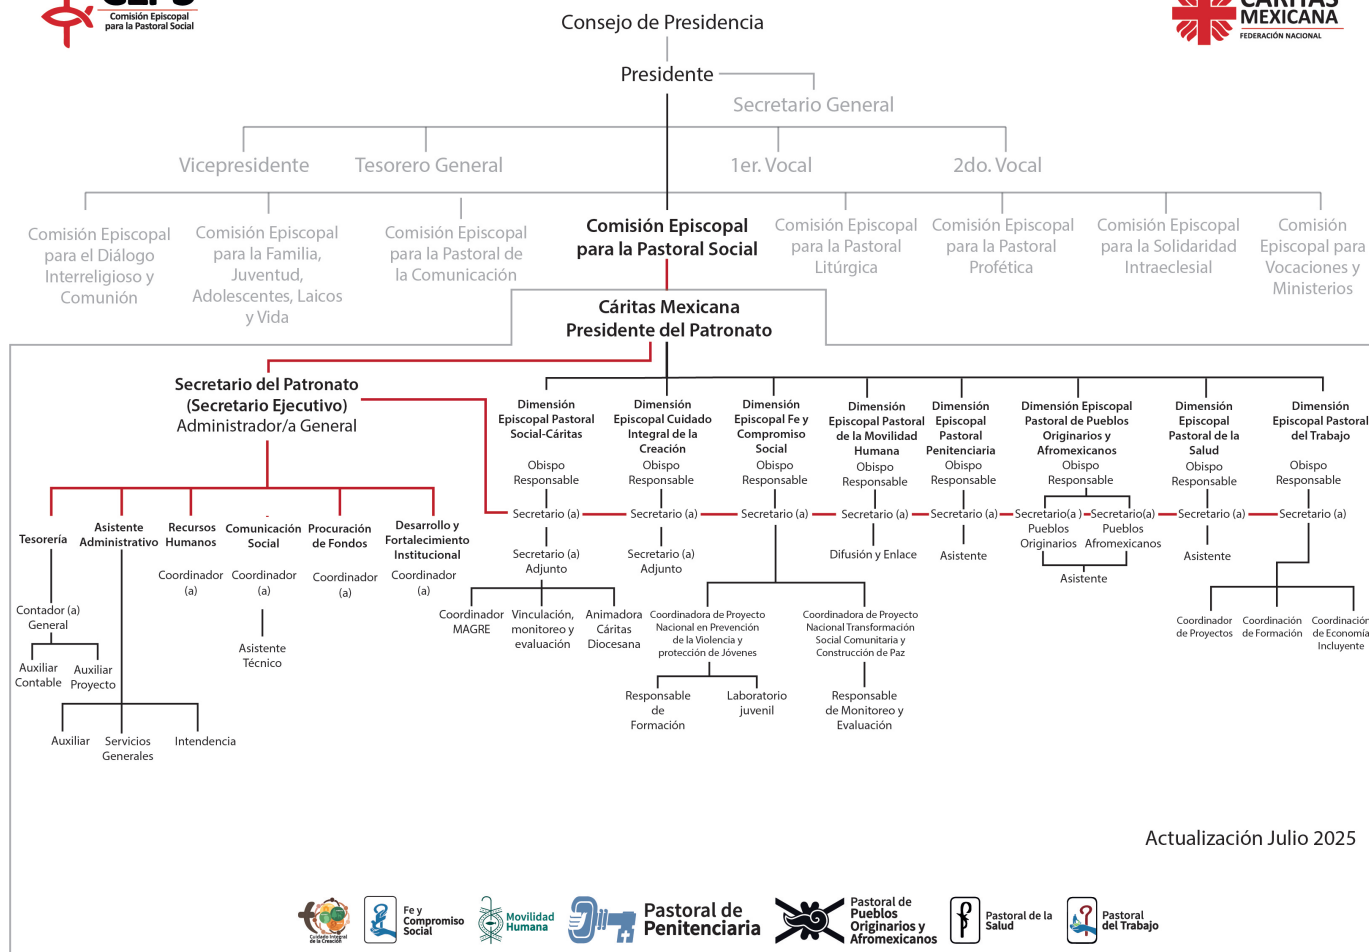 Comisión Episcopal
para la Pastoral Social
CÁRITAS
MEXICANA
FEDERACIÓN NACIONAL
Consejo de Presidencia
Presidente
Secretario General
Vicepresidente
Tesorero General
1er. Vocal
2do. Vocal
Comisión Episcopal
para el Diálogo
Interreligioso y
Comunión
Comisión Episcopal
para la Familia,
Juventud,
Adolescentes, Laicos
y Vida
Comisión Episcopal
para la Pastoral de
la Comunicación
Comisión Episcopal
para la Pastoral Social
Comisión Episcopal
para la Pastoral
Litúrgica
Comisión Episcopal
para la Pastoral
Profética
Comisión Episcopal
para la Solidaridad
Intraeclesial
Comisión
Episcopal para
Vocaciones y
Ministerios
Cáritas Mexicana
Presidente del Patronato
Secretario del Patronato
(Secretario Ejecutivo)
Administrador/a General
Dimensión
Episcopal Pastoral
Social-Cáritas
Obispo
Responsable
Secretario (a)
Secretario (a)
Adjunto
Coordinador
MAGRE
Vinculación,
monitoreo y
evaluación
Animadora
Cáritas
Diocesana
Dimensión
Episcopal Cuidado
Integral de la
Creación
Obispo
Responsable
Secretario (a)
Secretario (a)
Adjunto
Dimensión
Episcopal Fe y
Compromiso
Social
Obispo
Responsable
Secretario (a)
Coordinadora de Proyecto
Nacional en Prevención
de la Violencia y
protección de Jóvenes
Responsable
de
Formación
Laboratorio
juvenil
Coordinadora de Proyecto
Nacional Transformación
Social Comunitaria y
Construcción de Paz
Responsable
de Monitoreo y
Evaluación
Dimensión
Episcopal Pastoral
de la Movilidad
Humana
Obispo
Responsable
Secretario (a)
Difusión y Enlace
Dimensión
Episcopal
Pastoral
Penitenciaria
Obispo
Responsable
Secretario (a)
Asistente
Dimensión Episcopal
Pastoral de Pueblos
Originarios y
Afromexicanos
Obispo
Responsable
Secretario(a )
Pueblos
Originarios
Secretario(a)
Pueblos
Afromexicanos
Asistente
Dimensión
Episcopal
Pastoral de la
Salud
Obispo
Responsable
Secretario (a)
Asistente
Dimensión
Episcopal Pastoral
del Trabajo
Obispo
Responsable
Secretario (a)
Coordinador
de Proyectos
Coordinación
de Formación
Coordinación
de Economía
Incluyente
Tesorería
Contador (a)
General
Auxiliar
Contable
Auxiliar
Proyecto
Asistente
Administrativo
Auxiliar
Servicios
Generales
Intendencia
Recursos
Humanos
Coordinador
(a)
Comunicación
Social
Coordinador
(a)
Asistente
Técnico
Procuración
de Fondos
Coordinador
(a)
Desarrollo y
Fortalecimiento
Institucional
Coordinador
(a)
Actualización Julio 2025
Cuidado Integral
de la Creación
Fe y
Compromiso
Social
Movilidad
Humana
Pastoral de
Penitenciaria
Pastoral de
Pueblos
Originarios y
Afromexicanos
Pastoral de la
Salud
Pastoral
del Trabajo